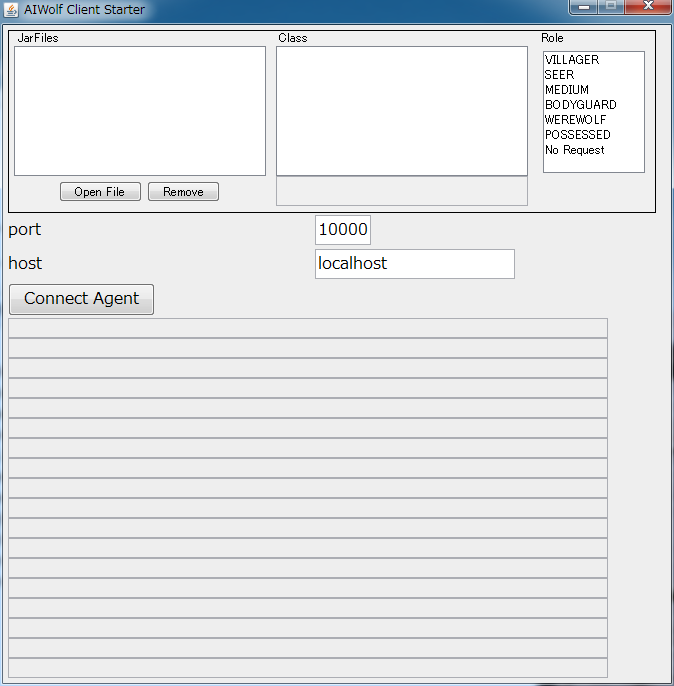 AIWolf Client Starter
JarFiles
Class
Role
VILLAGER
SEER
MEDIUM
BODYGUARD
WEREWOLF
POSSESSED
No Request
Open File
Remove
port
10000
host
localhost
Connect Agent